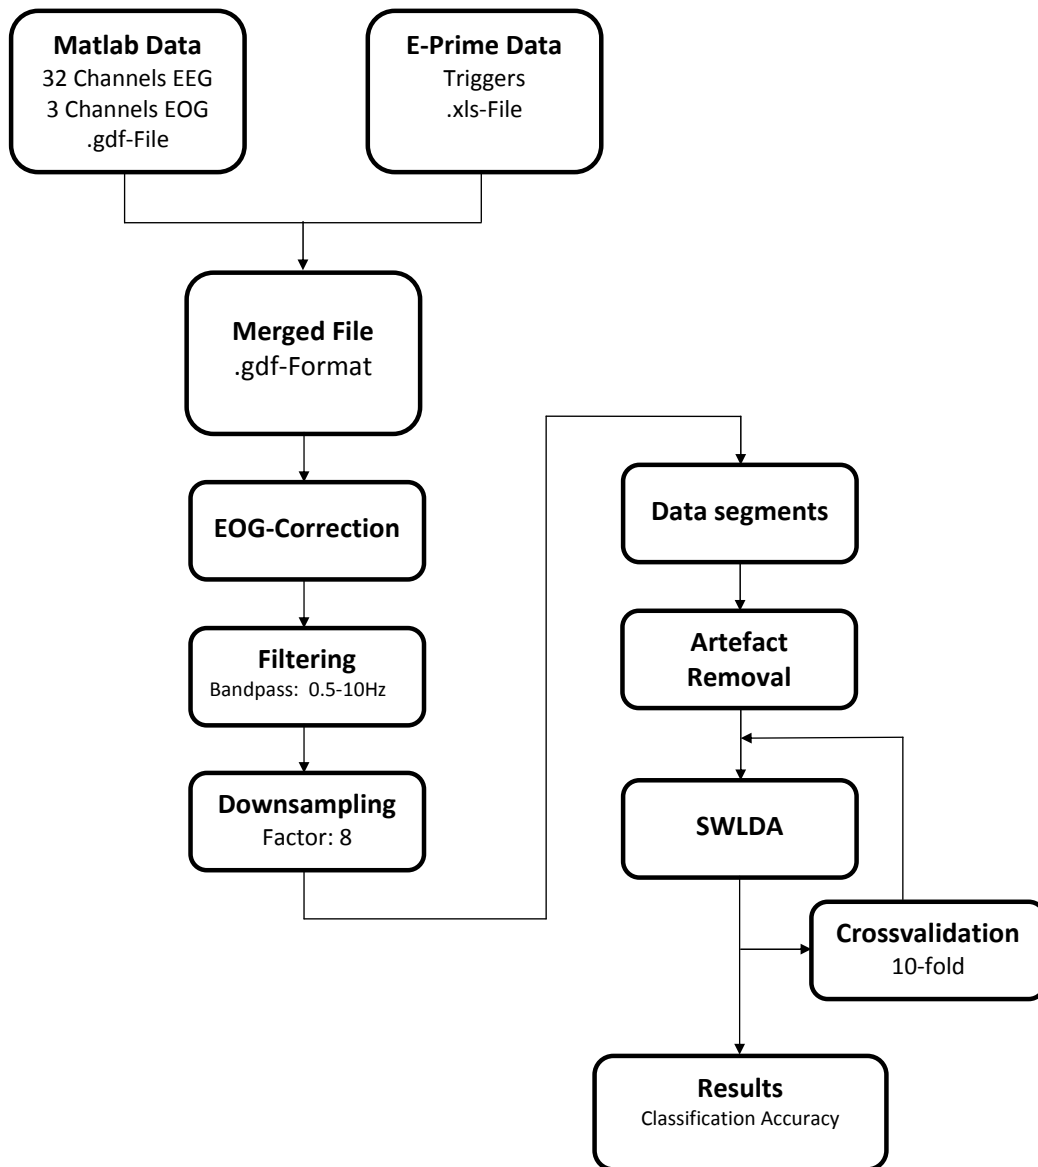 Matlab Data
32 Channels EEG
3 Channels EOG
.gdf-File
E-Prime Data
Triggers
.xls-File
Merged File
.gdf-Format
EOG-Correction
Filtering
Bandpass: 0.5-10Hz
Downsampling
Factor: 8
Data segments
Artefact
Removal
SWLDA
Crossvalidation
10-fold
Results
Classification Accuracy